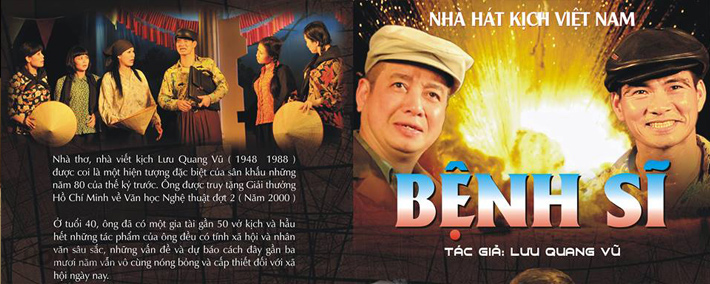 Nhà thơ, nhà viết kịch Lưu Quang Vũ ( 1948 1988 )
được coi là một hiện tượng đặc biệt của sân khấu những
năm 80 của thế kỷ trước. Ông được truy tặng Giải thưởng
Hồ Chí Minh về Văn học Nghệ thuật đợt 2 ( Năm 2000 )
Ở tuổi 40, ông đã có một gia tài gần 50 vở kịch và hầu
hết những tác phẩm của ông đều có tính xã hội và nhân
văn sâu sắc, những vấn đề và dự báo cách đây gần ba
mươi năm vẫn vô cùng nóng bỏng và cấp thiết đối với xã
hội ngày nay.
NHÀ HÁT KỊCH VIỆT NAM
BỆNH SĨ
TÁC GIẢ: LƯU QUANG VŨ